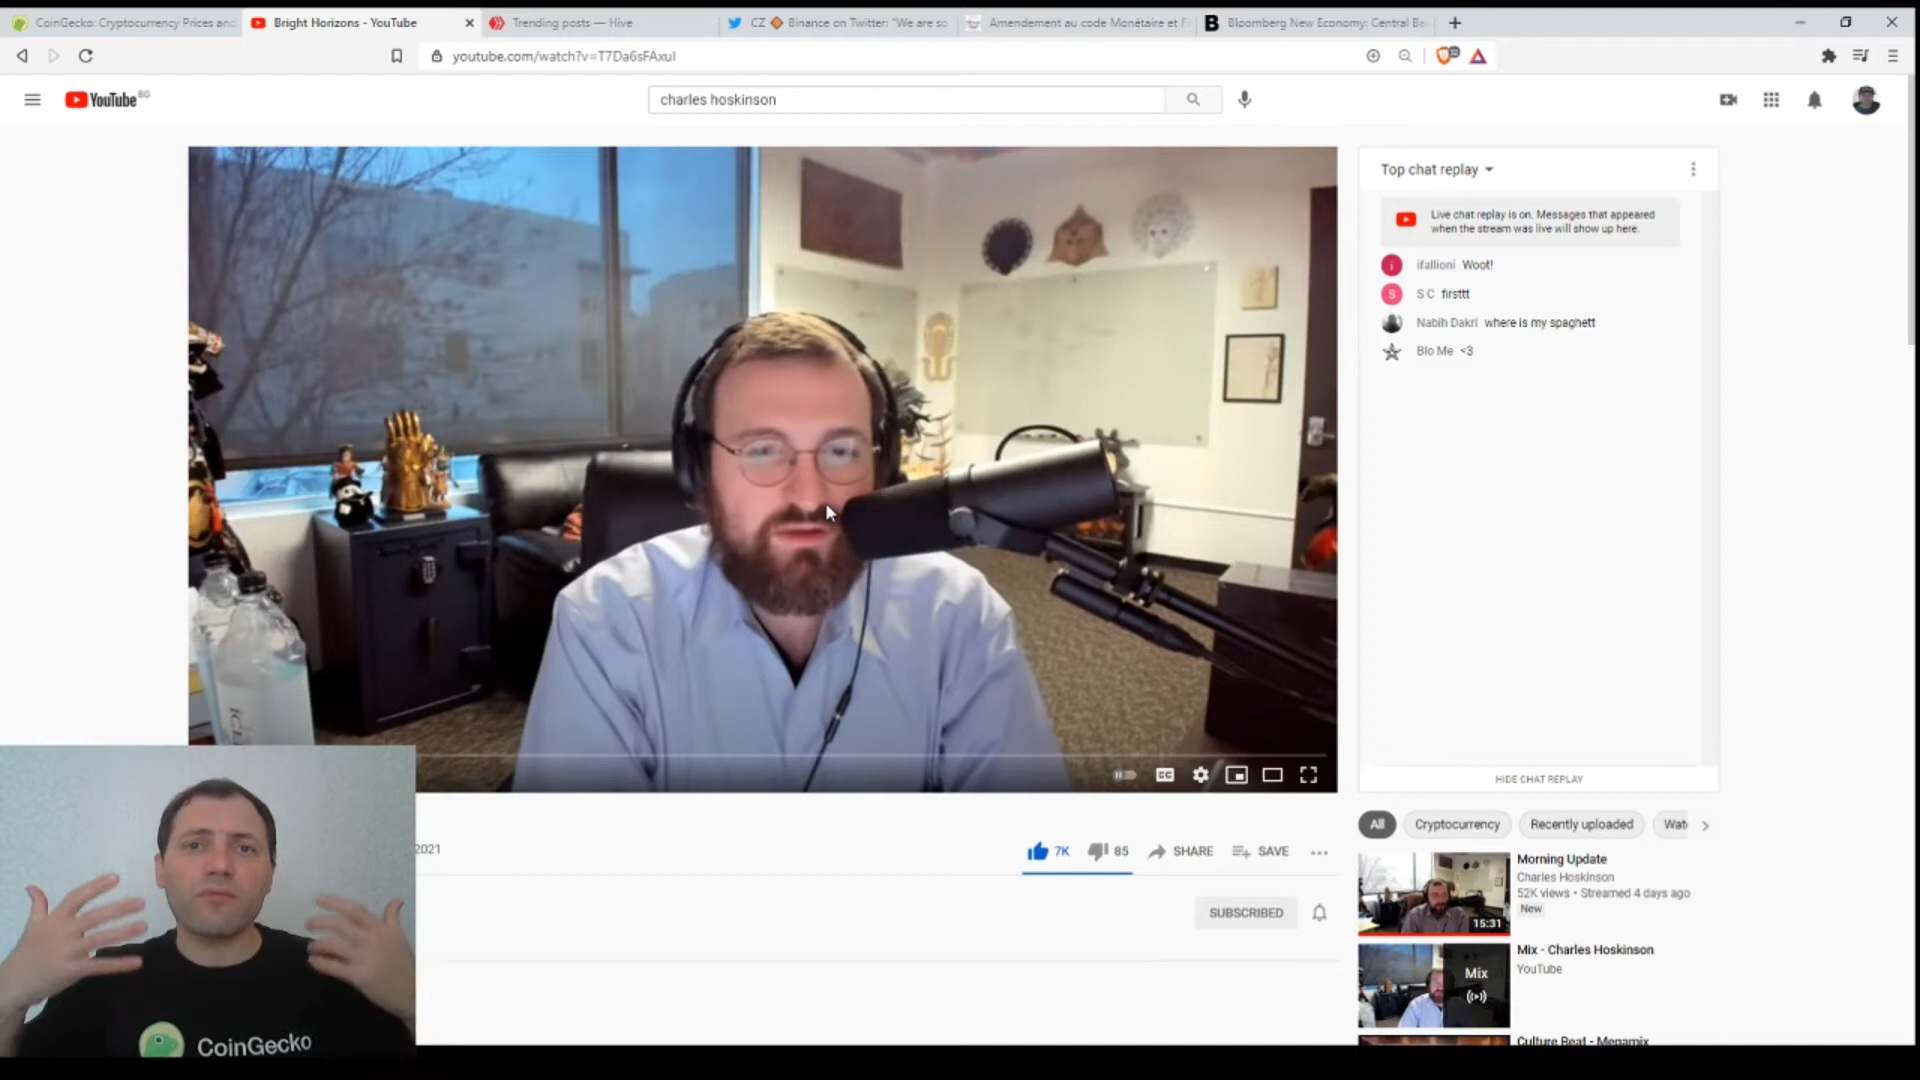 CoinGecko: Cryptocurrency Prices and
Bright Horizons - YouTube
Trending posts — Hive
CZ 🔶 Binance on Twitter: "We are so
Amendement au code Monétaire et Fi
Bloomberg New Economy: Central Ba
youtube.com/watch?v=T7Da6sFAxuI
YouTube BG
charles hoskinson
Top chat replay
Live chat replay is on. Messages that appeared
when the stream was live will show up here.
i ifallioni Woot!
S S C firsttt
Nabih Dakri where is my spaghett
Blo Me <3
HIDE CHAT REPLAY
CC
All Cryptocurrency Recently uploaded Wat
2021
7K 85 SHARE SAVE
SUBSCRIBED
Morning Update
Charles Hoskinson
52K views • Streamed 4 days ago
New
15:31
Mix - Charles Hoskinson
YouTube
Mix
Culture Beat - Megamix
CoinGecko